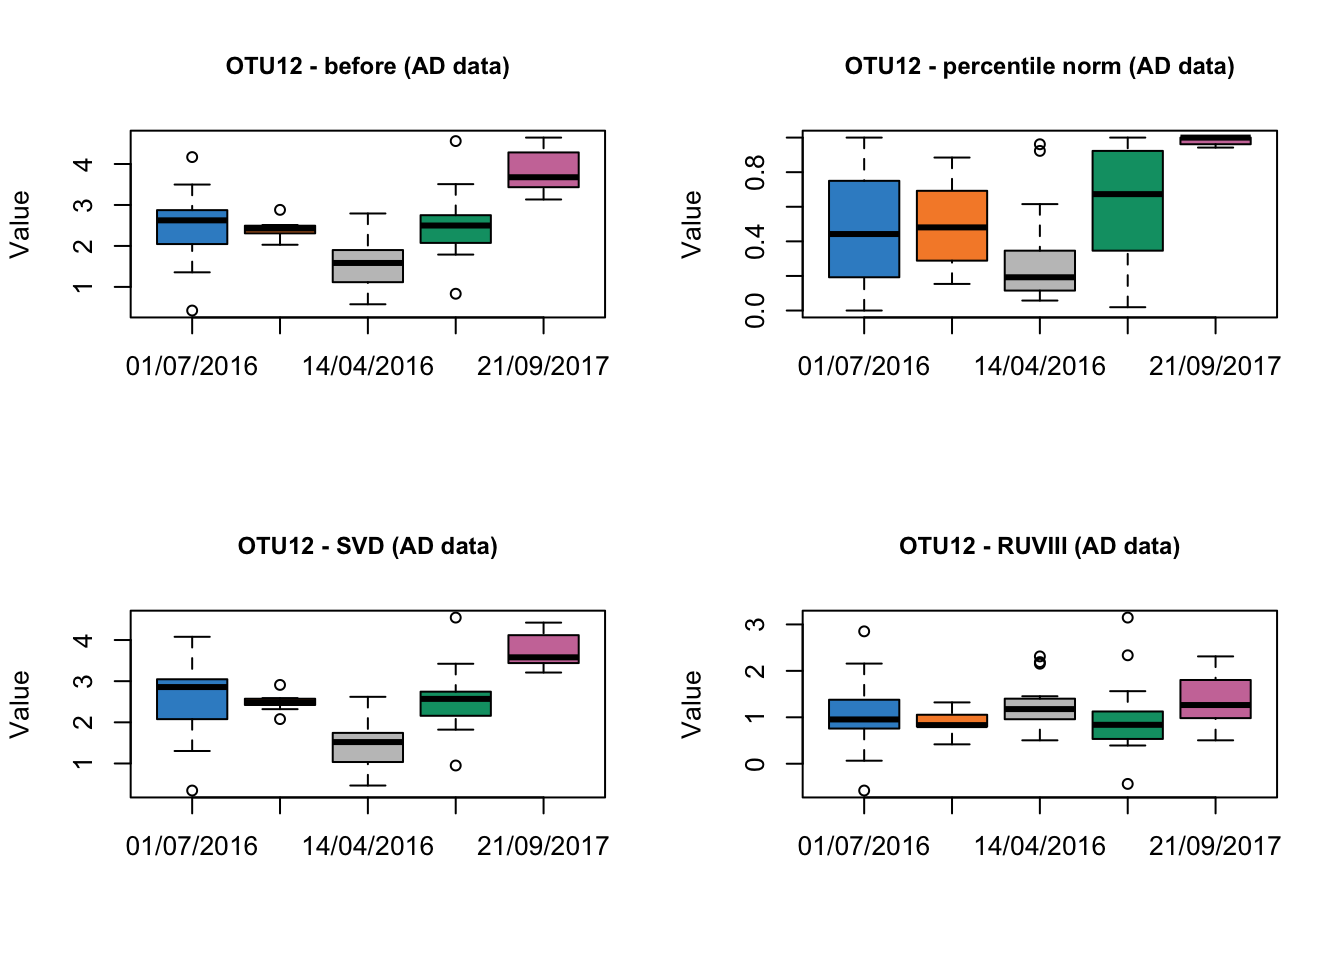 OTU12 - before (AD data)
Value
4
3
2
1
01/07/2016 14/04/2016 21/09/2017
OTU12 - percentile norm (AD data)
Value
0.8
0.4
0.0
01/07/2016 14/04/2016 21/09/2017
OTU12 - SVD (AD data)
Value
4
3
2
1
01/07/2016 14/04/2016 21/09/2017
OTU12 - RUVIII (AD data)
Value
3
2
1
0
01/07/2016 14/04/2016 21/09/2017